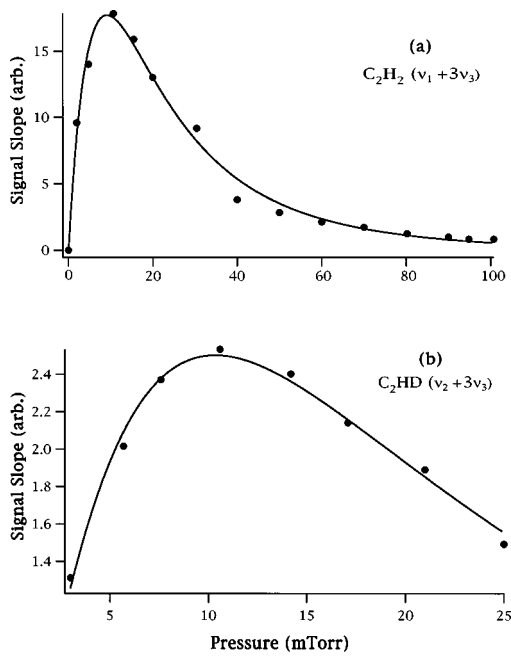 (a)
C₂H₂ (ν₁ +3ν₃)
Signal Slope (arb.)
15
10
5
0
0 20 40 60 80 100
(b)
C₂HD (ν₂ +3ν₃)
Signal Slope (arb.)
2.4
2.2
2.0
1.8
1.6
1.4
5 10 15 20 25
Pressure (mTorr)